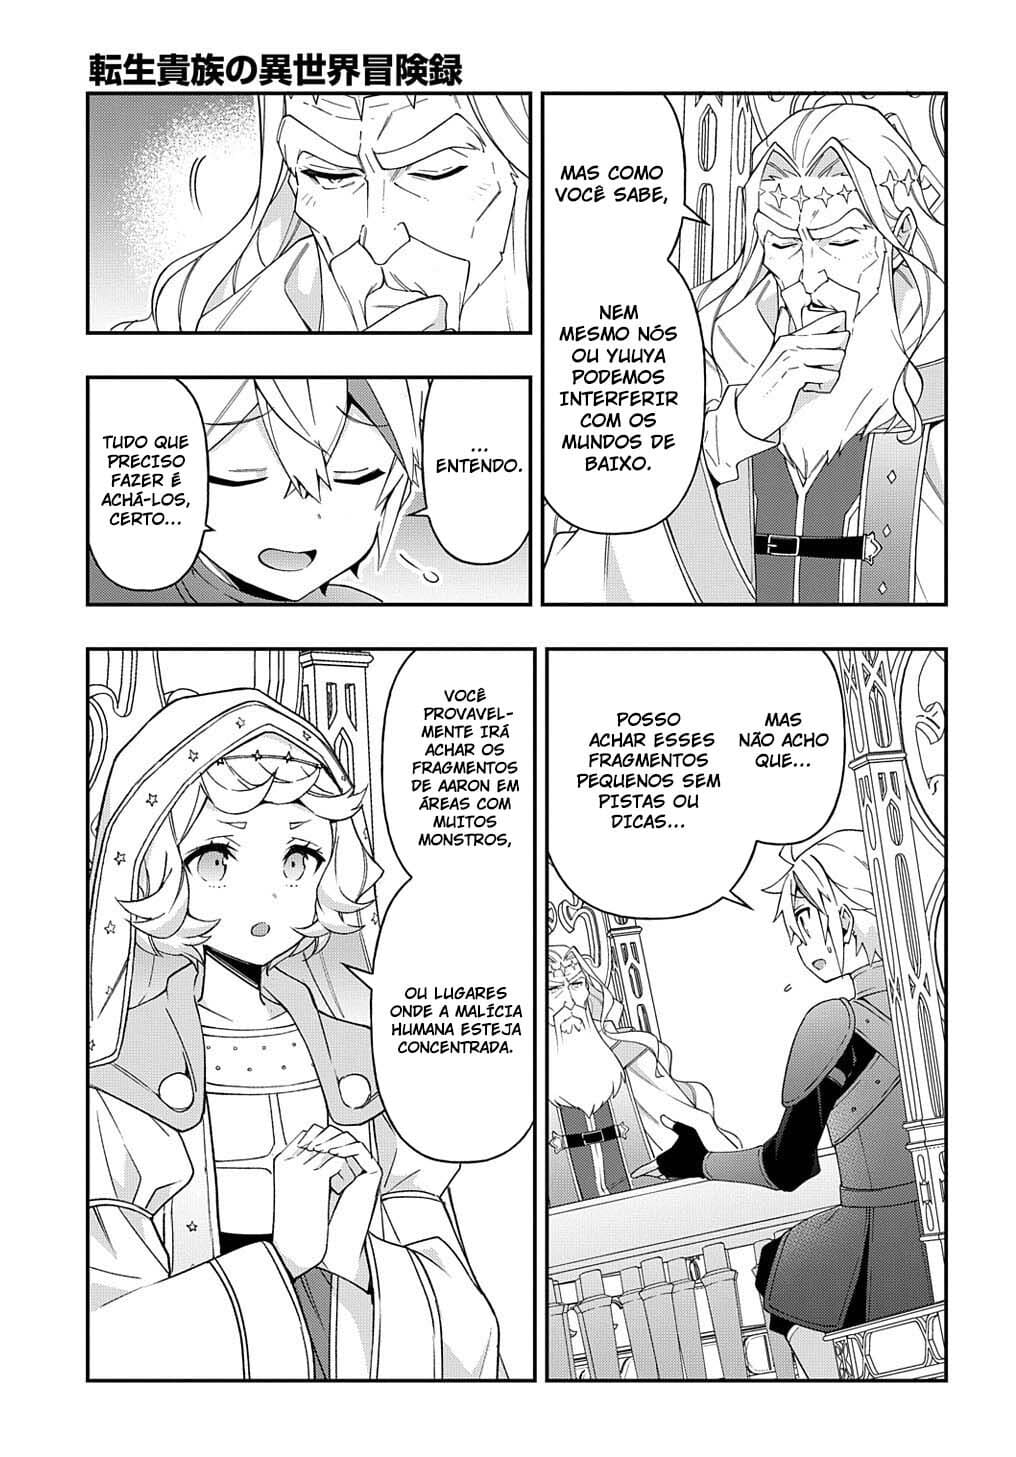 転生貴族の異世界冒険録
MAS COMO
VOCÊ SABE,
NEM
MESMO NÓS
OU YUUYA
PODEMOS
INTERFERIR
COM OS
MUNDOS DE
BAIXO.
...
ENTENDO.
TUDO QUE
PRECISO
FAZER É
ACHÁ-LOS,
CERTO...
MAS
NÃO ACHO
QUE...
POSSO
ACHAR ESSES
FRAGMENTOS
PEQUENOS SEM
PISTAS OU
DICAS...
VOCÊ
PROVAVEL-
MENTE IRÁ
ACHAR OS
FRAGMENTOS
DE AARON EM
ÁREAS COM
MUITOS
MONSTROS,
OU LUGARES
ONDE A MALÍCIA
HUMANA ESTEJA
CONCENTRADA.